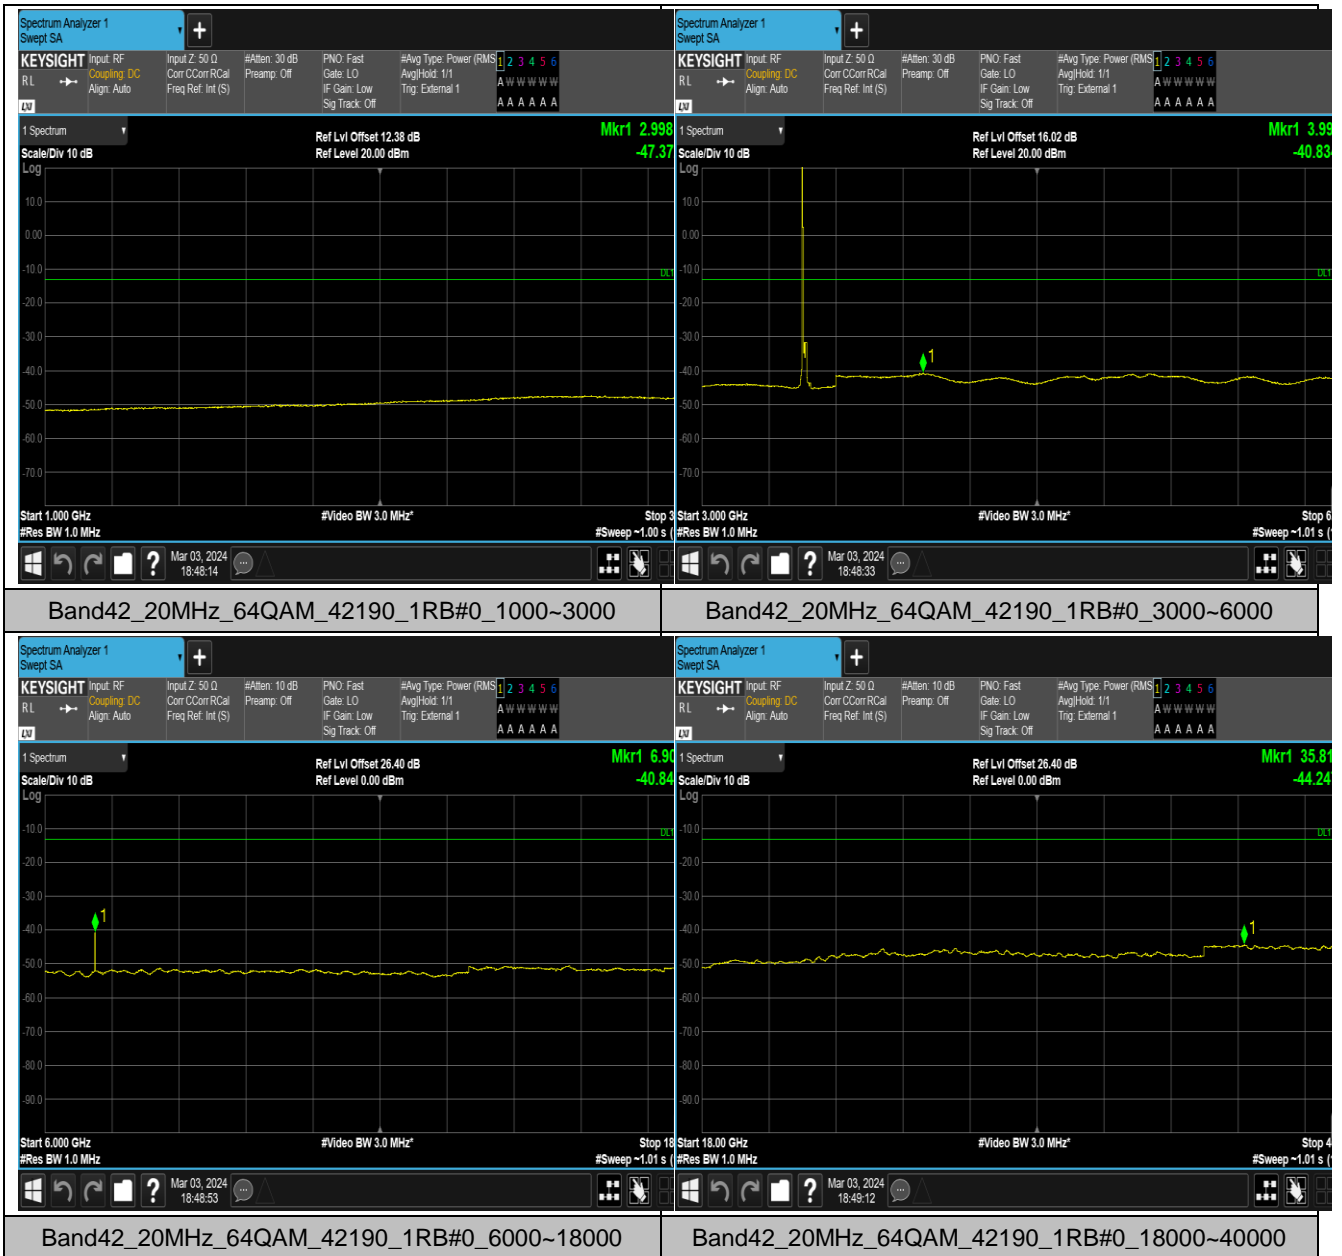 Spectrum Analyzer 1
Swept SA
+
KEYSIGHT
RL
LXI
Input: RF
Coupling: DC
Align: Auto
Input Z: 50 Ω
Corr CCorr RCal
Freq Ref: Int (S)
#Atten: 30 dB
Preamp: Off
PNO: Fast
Gate: LO
IF Gain: Low
Sig Track: Off
#Avg Type: Power (RMS
Avg|Hold: 1/1
Trig: External 1
1 2 3 4 5 6
A W W W W W
A A A A A A
1 Spectrum
Scale/Div 10 dB
Log
Ref Lvl Offset 12.38 dB
Ref Level 20.00 dBm
Mkr1 2.998
-47.37
10.0
0.00
-10.0
-20.0
-30.0
-40.0
-50.0
-60.0
-70.0
DL1
Start 1.000 GHz
#Res BW 1.0 MHz
#Video BW 3.0 MHz*
Stop 3
#Sweep ~1.00 s (
Mar 03, 2024
18:48:14
Spectrum Analyzer 1
Swept SA
+
KEYSIGHT
RL
LXI
Input: RF
Coupling: DC
Align: Auto
Input Z: 50 Ω
Corr CCorr RCal
Freq Ref: Int (S)
#Atten: 30 dB
Preamp: Off
PNO: Fast
Gate: LO
IF Gain: Low
Sig Track: Off
#Avg Type: Power (RMS
Avg|Hold: 1/1
Trig: External 1
1 2 3 4 5 6
A W W W W W
A A A A A A
1 Spectrum
Scale/Div 10 dB
Log
Ref Lvl Offset 16.02 dB
Ref Level 20.00 dBm
Mkr1 3.99
-40.83
10.0
0.00
-10.0
-20.0
-30.0
-40.0
-50.0
-60.0
-70.0
DL1
1
Start 3.000 GHz
#Res BW 1.0 MHz
#Video BW 3.0 MHz*
Stop 6
#Sweep ~1.01 s (
Mar 03, 2024
18:48:33
Band42_20MHz_64QAM_42190_1RB#0_1000~3000
Band42_20MHz_64QAM_42190_1RB#0_3000~6000
Spectrum Analyzer 1
Swept SA
+
KEYSIGHT
RL
LXI
Input: RF
Coupling: DC
Align: Auto
Input Z: 50 Ω
Corr CCorr RCal
Freq Ref: Int (S)
#Atten: 10 dB
Preamp: Off
PNO: Fast
Gate: LO
IF Gain: Low
Sig Track: Off
#Avg Type: Power (RMS
Avg|Hold: 1/1
Trig: External 1
1 2 3 4 5 6
A W W W W W
A A A A A A
1 Spectrum
Scale/Div 10 dB
Log
Ref Lvl Offset 26.40 dB
Ref Level 0.00 dBm
Mkr1 6.90
-40.84
-10.0
-20.0
-30.0
-40.0
-50.0
-60.0
-70.0
-80.0
-90.0
DL1
1
Start 6.000 GHz
#Res BW 1.0 MHz
#Video BW 3.0 MHz*
Stop 18
#Sweep ~1.01 s (
Mar 03, 2024
18:48:53
Spectrum Analyzer 1
Swept SA
+
KEYSIGHT
RL
LXI
Input: RF
Coupling: DC
Align: Auto
Input Z: 50 Ω
Corr CCorr RCal
Freq Ref: Int (S)
#Atten: 10 dB
Preamp: Off
PNO: Fast
Gate: LO
IF Gain: Low
Sig Track: Off
#Avg Type: Power (RMS
Avg|Hold: 1/1
Trig: External 1
1 2 3 4 5 6
A W W W W W
A A A A A A
1 Spectrum
Scale/Div 10 dB
Log
Ref Lvl Offset 26.40 dB
Ref Level 0.00 dBm
Mkr1 35.81
-44.24
-10.0
-20.0
-30.0
-40.0
-50.0
-60.0
-70.0
-80.0
-90.0
DL1
1
Start 18.00 GHz
#Res BW 1.0 MHz
#Video BW 3.0 MHz*
Stop 4
#Sweep ~1.01 s (
Mar 03, 2024
18:49:12
Band42_20MHz_64QAM_42190_1RB#0_6000~18000
Band42_20MHz_64QAM_42190_1RB#0_18000~40000